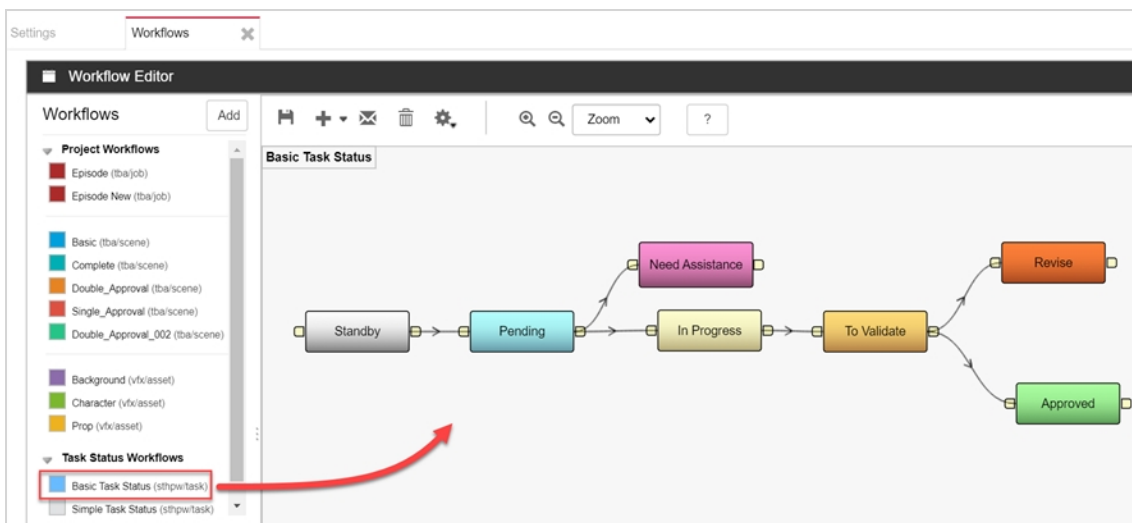 Settings
Workflows
Workflow Editor
Workflows
Add
Zoom
?
Project Workflows
Episode (tba/job)
Episode New (tba/job)
Basic (tba/scene)
Complete (tba/scene)
Double_Approval (tba/scene)
Single_Approval (tba/scene)
Double_Approval_002 (tba/scene)
Background (vfx/asset)
Character (vfx/asset)
Prop (vfx/asset)
Task Status Workflows
Basic Task Status (sthpw/task)
Simple Task Status (sthpw/task)
Basic Task Status
Need Assistance
Revise
Standby
Pending
In Progress
To Validate
Approved